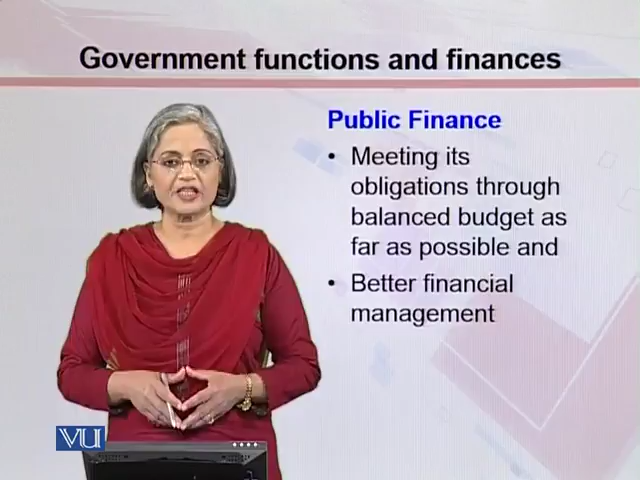 Government functions and finances
Public Finance
• Meeting its
obligations through
balanced budget as
far as possible and
• Better financial
management
VU